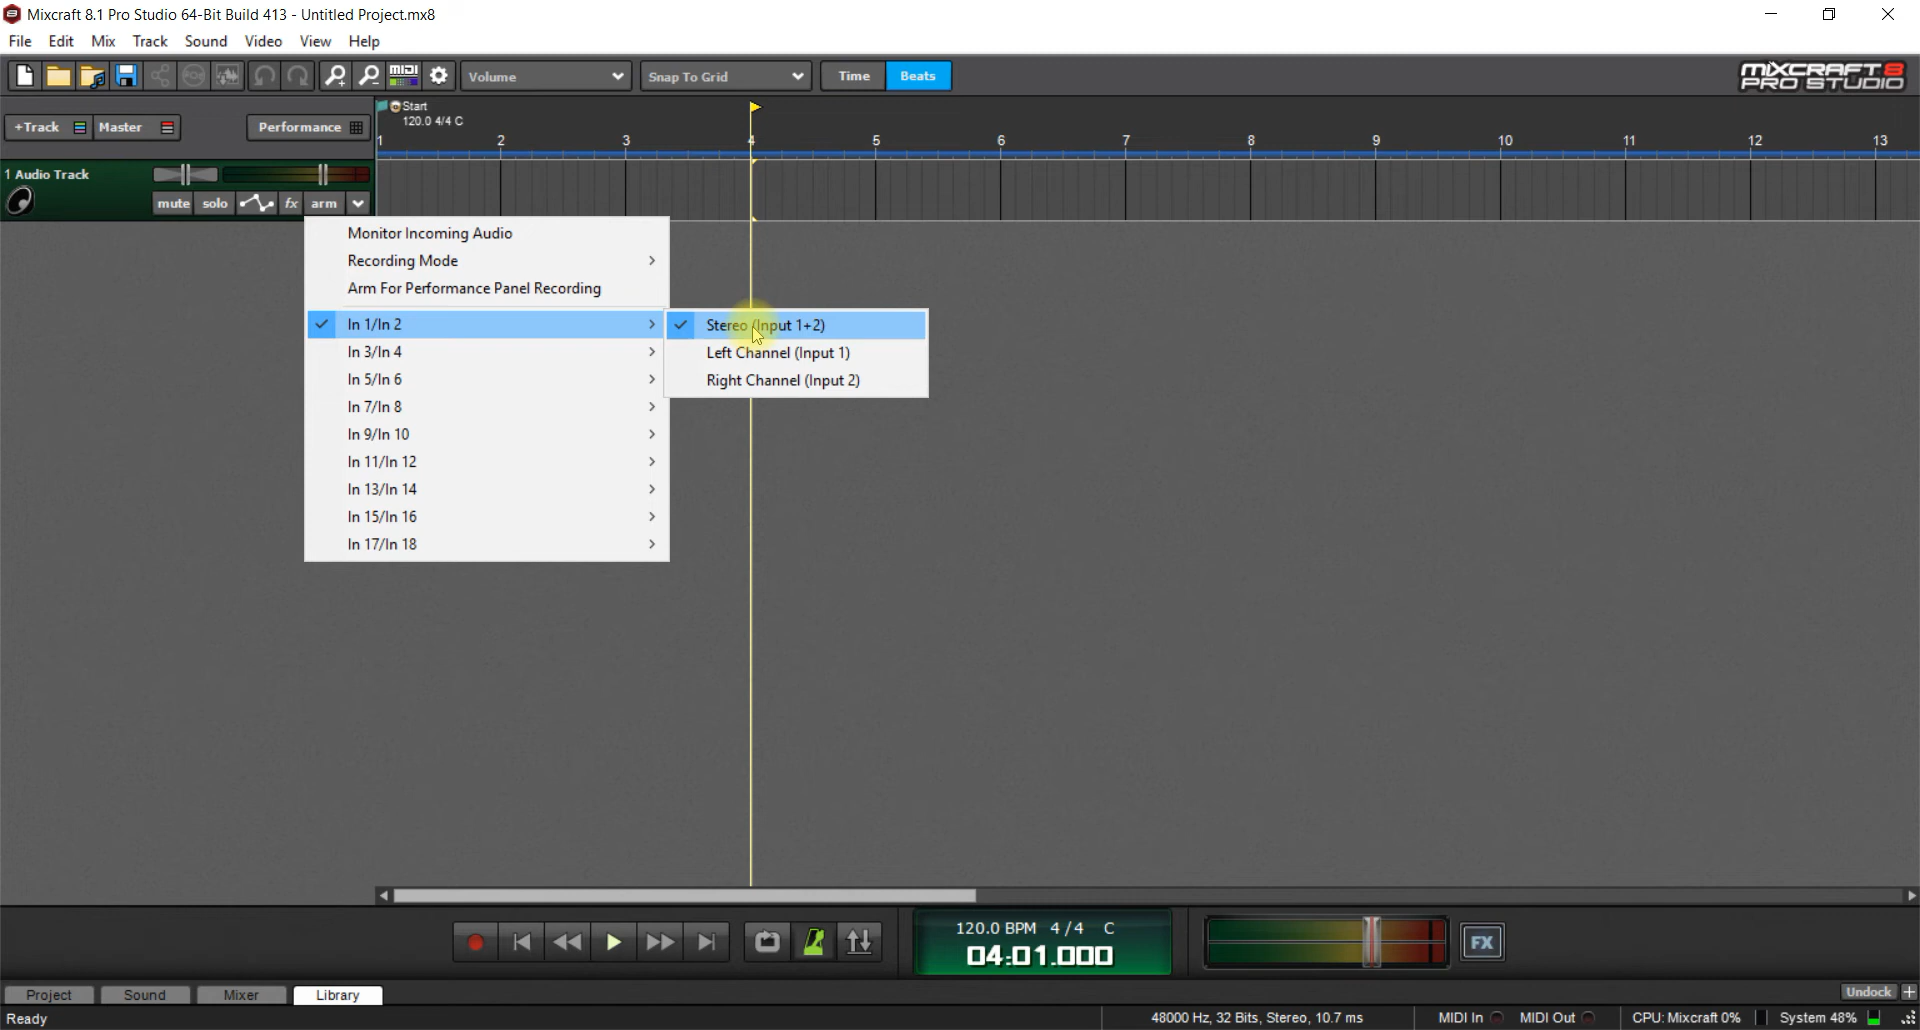 Mixcraft 8.1 Pro Studio 64-Bit Build 413 - Untitled Project.mx8
File Edit Mix Track Sound Video View Help
MIDI Volume Snap To Grid Time Beats MIXCRAFT 8
PRO STUDIO
Start
120.0 4/4 C
+Track Master Performance
1 2 3 4 5 6 7 8 9 10 11 12 13
1 Audio Track
mute solo fx arm
Monitor Incoming Audio
Recording Mode
Arm For Performance Panel Recording
In 1/In 2
In 3/In 4
In 5/In 6
In 7/In 8
In 9/In 10
In 11/In 12
In 13/In 14
In 15/In 16
In 17/In 18
Stereo (Input 1+2)
Left Channel (Input 1)
Right Channel (Input 2)
120.0 BPM 4/4 C
04:01.000
FX
Project Sound Mixer Library Undock +
Ready 48000 Hz, 32 Bits, Stereo, 10.7 ms MIDI In MIDI Out CPU: Mixcraft 0% System 48%